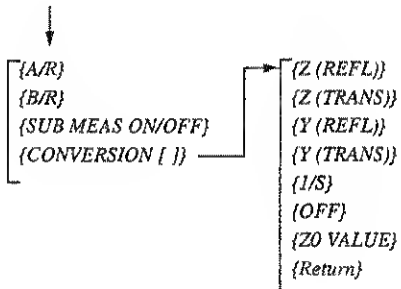 {A/R}
{B/R}
{SUB MEAS ON/OFF}
{CONVERSION [ ]}
{Z (REFL)}
{Z (TRANS)}
{Y (REFL)}
{Y (TRANS)}
{1/S}
{OFF}
{Z0 VALUE}
{Return}